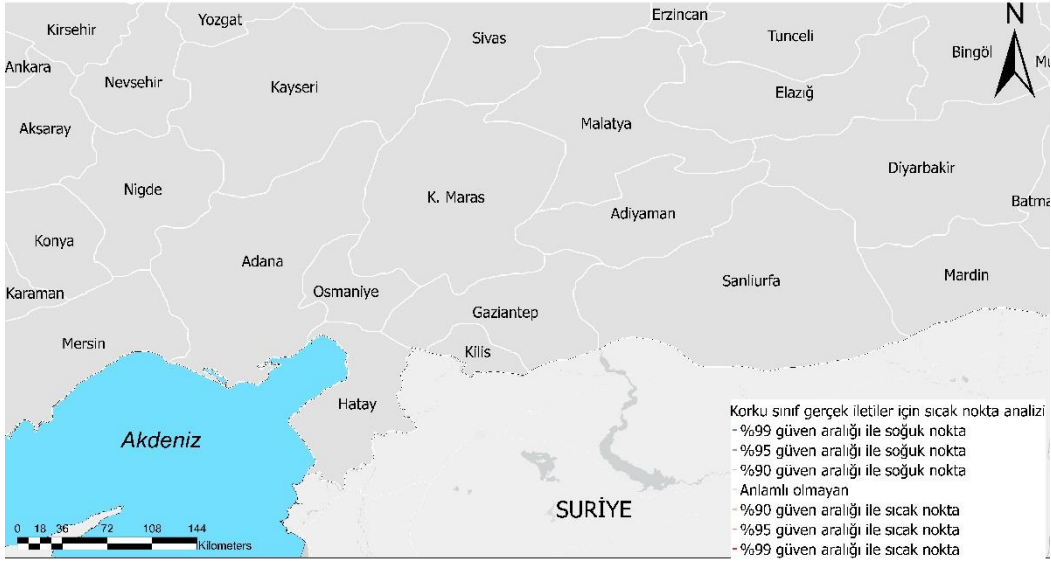 Erzincan
N
Yozgat
Kirsehir
Sivas
Tunceli
Bingöl
Mu
Ankara
Nevsehir
Kayseri
Elazığ
Aksaray
Malatya
Diyarbakir
Nigde
K. Maras
Batma
Adiyaman
Konya
Adana
Mardin
Sanliurfa
Karaman
Osmaniye
Gaziantep
Mersin
Kilis
Hatay
Akdeniz
SURİYE
0 18 36 72 108 144
Kilometers
Korku sınıf gerçek iletiler için sıcak nokta analizi
%99 güven aralığı ile soğuk nokta
%95 güven aralığı ile soğuk nokta
%90 güven aralığı ile soğuk nokta
Anlamlı olmayan
%90 güven aralığı ile sıcak nokta
%95 güven aralığı ile sıcak nokta
%99 güven aralığı ile sıcak nokta